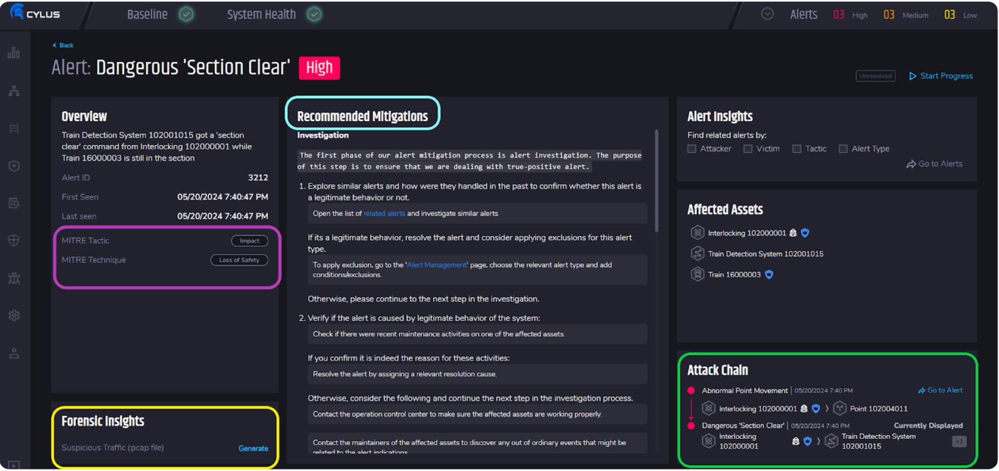 CYLUS
Baseline
System Health
Alerts 03 High 03 Medium 03 Low
Back
Alert: Dangerous 'Section Clear' High
Unresolved
Start Progress
Overview
Train Detection System 102001015 got a 'section
clear' command from Interlocking 102000001 while
Train 16000003 is still in the section
Alert ID 3212
First Seen 05/20/2024 7:40:47 PM
Last seen 05/20/2024 7:40:47 PM
MITRE Tactic Impact
MITRE Technique Loss of Safety
Forensic Insights
Suspicious Traffic (pcap file) Generate
Recommended Mitigations
Investigation
The first phase of our alert mitigation process is alert investigation. The purpose
of this step is to ensure that we are dealing with true-positive alert.
1. Explore similar alerts and how were they handled in the past to confirm whether this alert is
a legitimate behavior or not.
Open the list of related alerts and investigate similar alerts
If its a legitimate behavior, resolve the alert and consider applying exclusions for this alert
type.
To apply exclusion, go to the 'Alert Management' page, choose the relevant alert type and add
conditions/exclusions.
Otherwise, please continue to the next step in the investigation.
2. Verify if the alert is caused by legitimate behavior of the system:
Check if there were recent maintenance activities on one of the affected assets.
If you confirm it is indeed the reason for these activities:
Resolve the alert by assigning a relevant resolution cause.
Otherwise, consider the following and continue the next step in the investigation process.
Contact the operation control center to make sure the affected assets are working properly.
Contact the maintainers of the affected assets to discover any out of ordinary events that might be
related to the alert indications
Alert Insights
Find related alerts by:
Attacker Victim Tactic Alert Type
Go to Alerts
Affected Assets
Interlocking 102000001
Train Detection System 102001015
Train 16000003
Attack Chain
Abnormal Point Movement | 05/20/2024 7:40 PM Go to Alert
Interlocking 102000001 Point 102004011
Dangerous 'Section Clear' | 05/20/2024 7:40 PM Currently Displayed
Interlocking
102000001
Train Detection System
102001015
+1